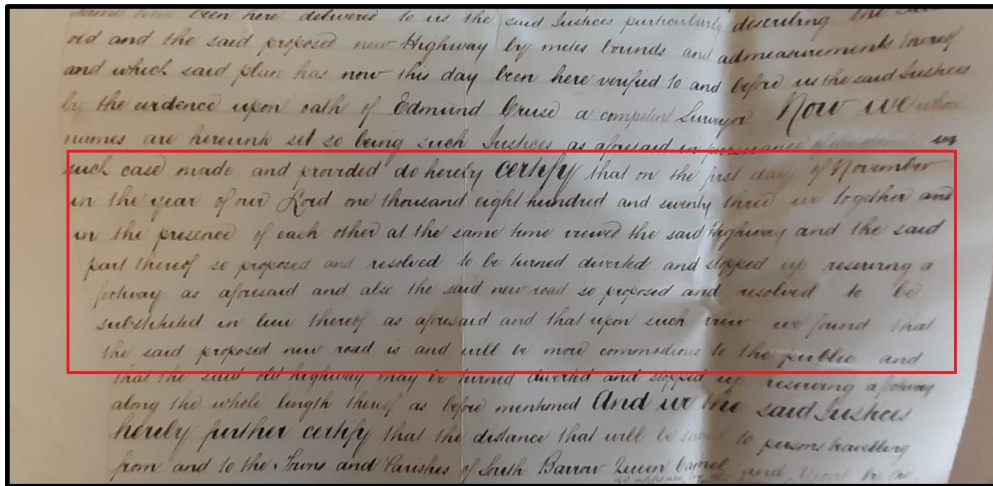 same time been here delivered to us the said Justices particularly describing the said
old and the said proposed new Highway by metes bounds and admeasurements thereof
and which said plan has now this day been here verified to and before us the said Justices
by the evidence upon oath of Edmund Cruse a competent Surveyor Now we whose
names are hereunto set so being such Justices as aforesaid in pursuance of the statute in
such case made and provided do hereby certify that on the first day of November
in the year of our Lord one thousand eight hundred and seventy three we together and
in the presence of each other at the same time viewed the said Highway and the said
part thereof so proposed and resolved to be turned diverted and stopped up reserving a
footway as aforesaid and also the said new road so proposed and resolved to be
substituted in lieu thereof as aforesaid and that upon such view we found that
the said proposed new road is and will be more commodious to the public and
that the said old highway may be turned diverted and stopped up reserving a footway
along the whole length thereof as before mentioned And we the said Justices
hereby further certify that the distance that will be saved to persons travelling
from and to the Towns and Parishes of South Barrow Queen Camel and